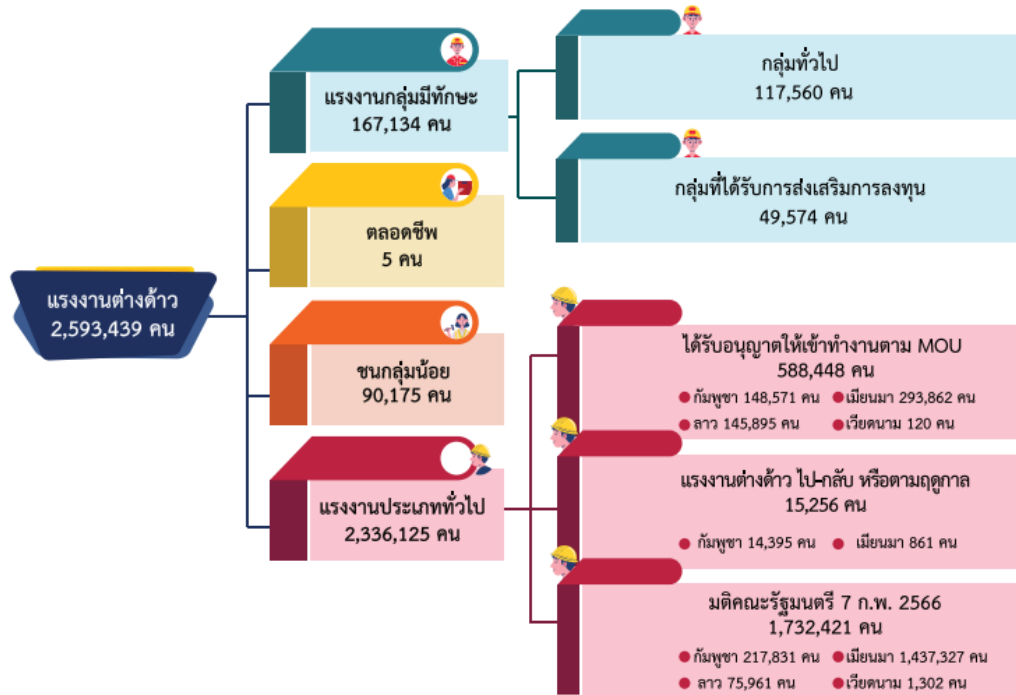 แรงงานต่างด้าว
2,593,439 คน
แรงงานกลุ่มมีทักษะ
167,134 คน
กลุ่มทั่วไป
117,560 คน
กลุ่มที่ได้รับการส่งเสริมการลงทุน
49,574 คน
ตลอดชีพ
5 คน
ชนกลุ่มน้อย
90,175 คน
แรงงานประเภททั่วไป
2,336,125 คน
ได้รับอนุญาตให้เข้าทำงานตาม MOU
588,448 คน
กัมพูชา 148,571 คน เมียนมา 293,862 คน
ลาว 145,895 คน เวียดนาม 120 คน
แรงงานต่างด้าว ไป-กลับ หรือตามฤดูกาล
15,256 คน
กัมพูชา 14,395 คน เมียนมา 861 คน
มติคณะรัฐมนตรี 7 ก.พ. 2566
1,732,421 คน
กัมพูชา 217,831 คน เมียนมา 1,437,327 คน
ลาว 75,961 คน เวียดนาม 1,302 คน